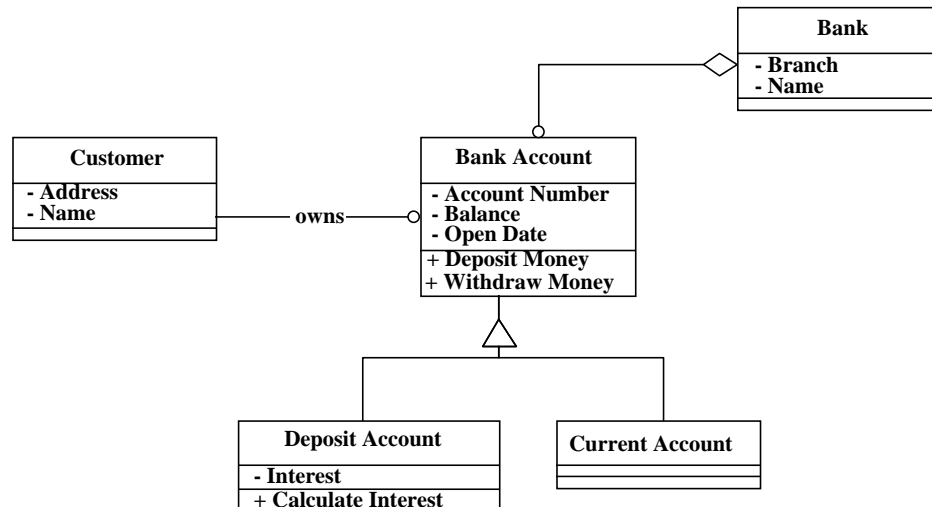 Bank
- Branch
- Name
Customer
- Address
- Name
owns
Bank Account
- Account Number
- Balance
- Open Date
+ Deposit Money
+ Withdraw Money
Deposit Account
- Interest
+ Calculate Interest
Current Account